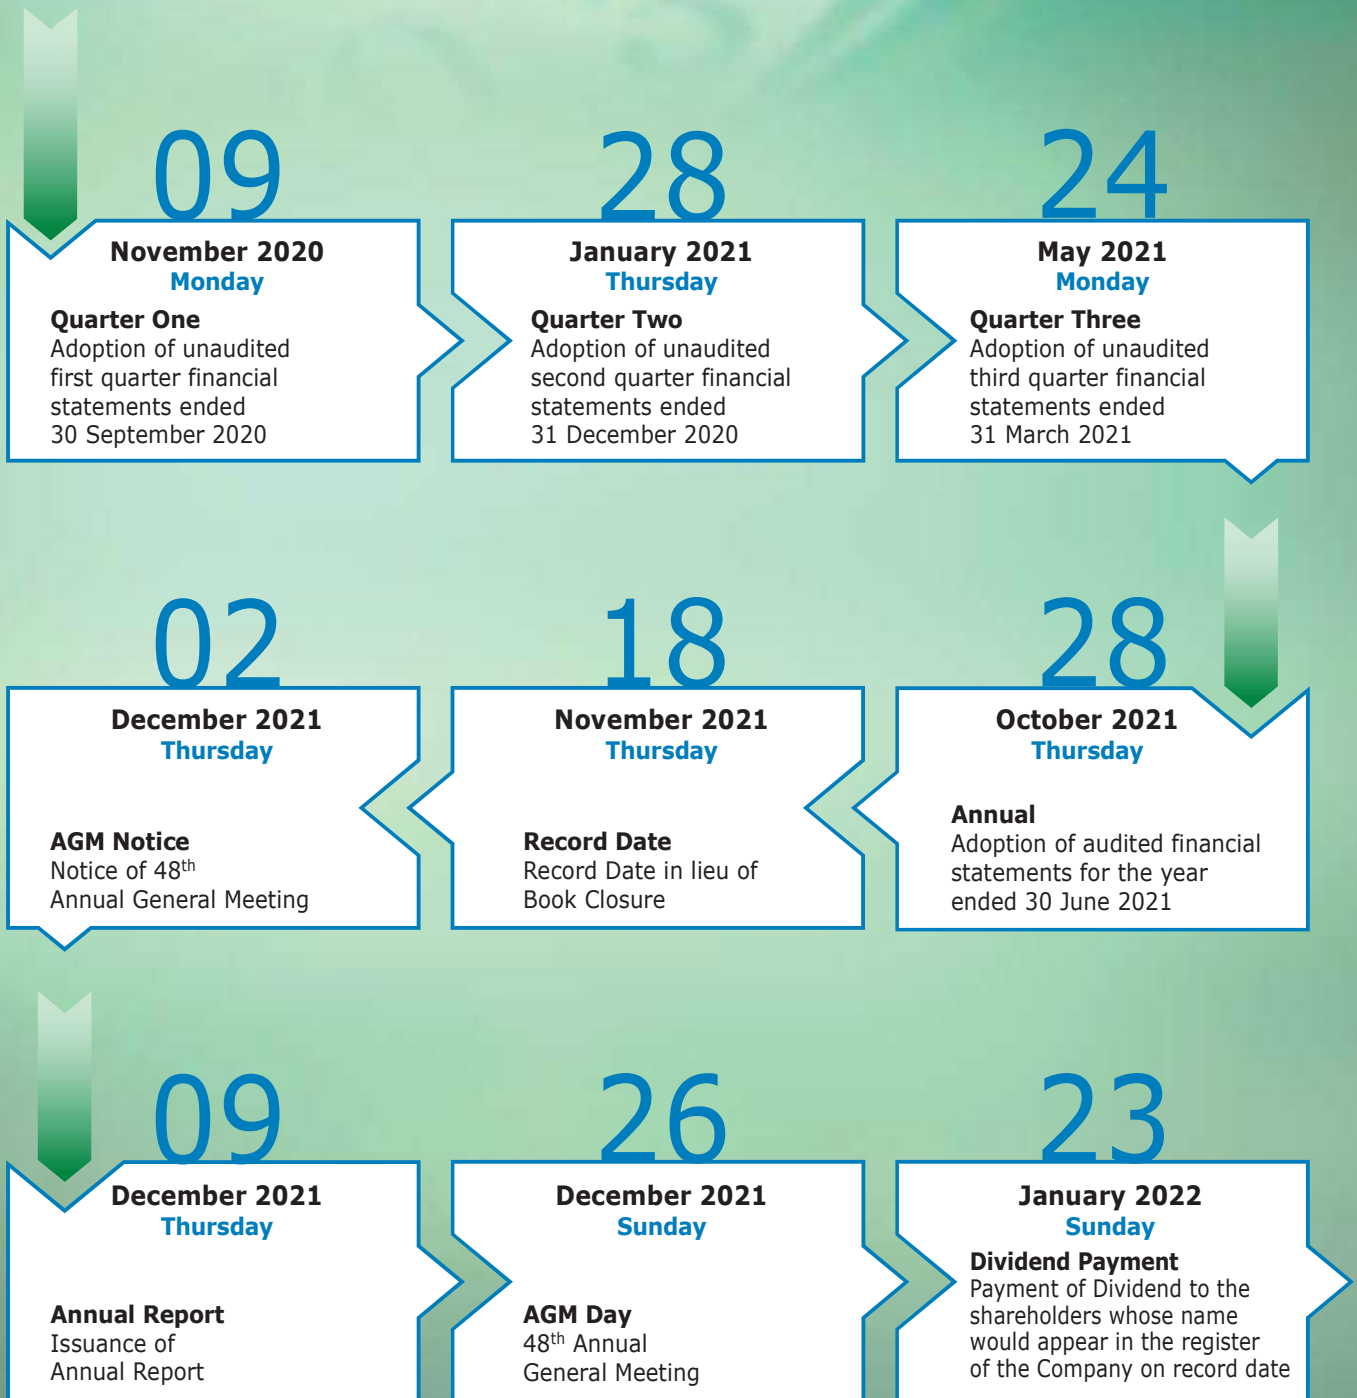 09
November 2020
Monday
Quarter One
Adoption of unaudited
first quarter financial
statements ended
30 September 2020
28
January 2021
Thursday
Quarter Two
Adoption of unaudited
second quarter financial
statements ended
31 December 2020
24
May 2021
Monday
Quarter Three
Adoption of unaudited
third quarter financial
statements ended
31 March 2021
28
October 2021
Thursday
Annual
Adoption of audited financial
statements for the year
ended 30 June 2021
18
November 2021
Thursday
Record Date
Record Date in lieu of
Book Closure
02
December 2021
Thursday
AGM Notice
Notice of 48th
Annual General Meeting
09
December 2021
Thursday
Annual Report
Issuance of
Annual Report
26
December 2021
Sunday
AGM Day
48th Annual
General Meeting
23
January 2022
Sunday
Dividend Payment
Payment of Dividend to the
shareholders whose name
would appear in the register
of the Company on record date